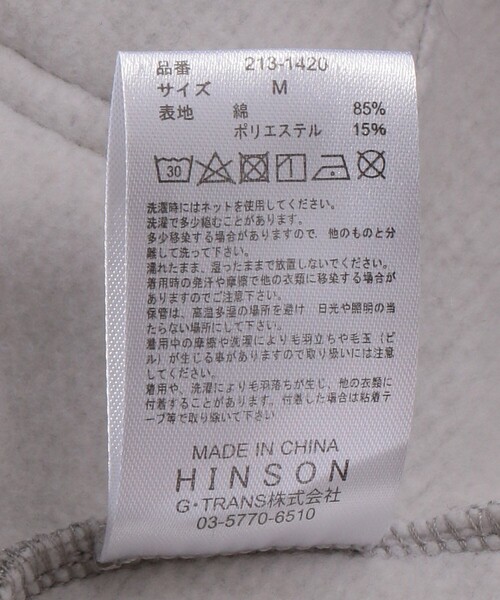 品番 213-1420
サイズ M
表地 綿 85%
ポリエステル 15%
30
洗濯時にはネットを使用してください。
洗濯で多少縮むことがあります。
多少移染する場合がありますので、他のものと分
離して洗って下さい。
濡れたまま、湿ったままで放置しないでください。
着用時の発汗や摩擦で他の衣類に移染する場合が
ありますのでご注意下さい。
保管は、高温多湿の場所を避け 日光や照明の当
たらない場所にして下さい。
着用中の摩擦や洗濯により毛羽立ちや毛玉（ピ
ル）が生じる事がありますので取り扱いには注意
してください。
着用や、洗濯により毛羽落ちが生じ、他の衣類に
付着することがあります。付着した場合は粘着テ
ープ等で取り除いて下さい
MADE IN CHINA
HINSON
G・TRANS株式会社
03-5770-6510